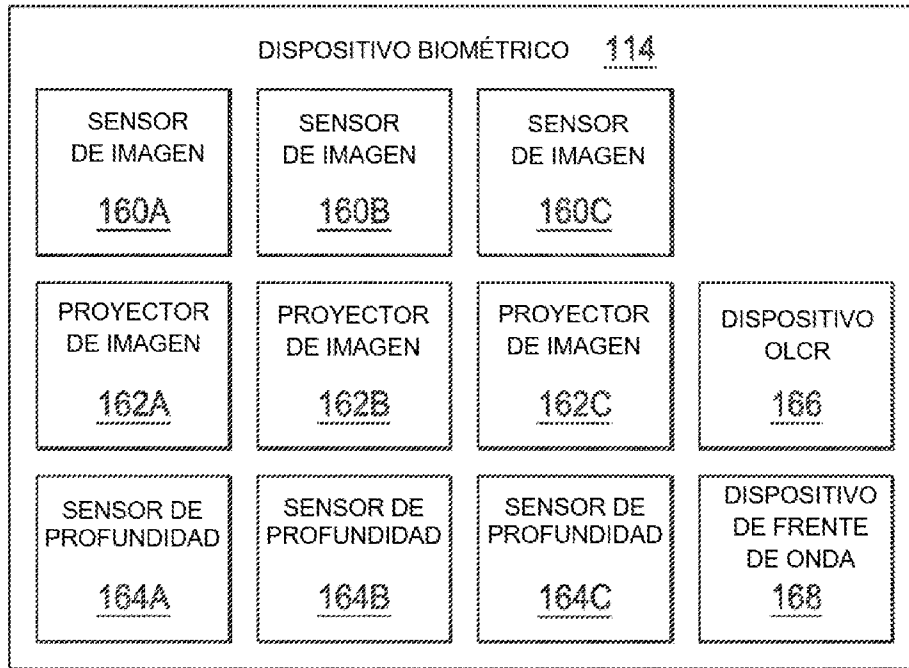 DISPOSITIVO BIOMÉTRICO 114
SENSOR
DE IMAGEN
160A
SENSOR
DE IMAGEN
160B
SENSOR
DE IMAGEN
160C
PROYECTOR
DE IMAGEN
162A
PROYECTOR
DE IMAGEN
162B
PROYECTOR
DE IMAGEN
162C
DISPOSITIVO
OLCR
166
SENSOR DE
PROFUNDIDAD
164A
SENSOR DE
PROFUNDIDAD
164B
SENSOR DE
PROFUNDIDAD
164C
DISPOSITIVO
DE FRENTE
DE ONDA
168